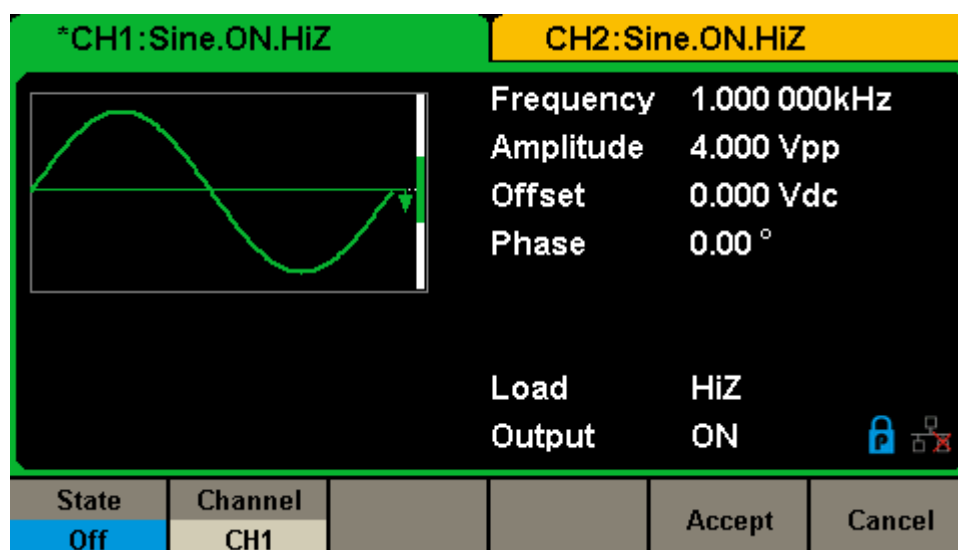 *CH1:Sine.ON.HiZ
CH2:Sine.ON.HiZ
Frequency 1.000 000kHz
Amplitude 4.000 Vpp
Offset 0.000 Vdc
Phase 0.00 °
Load HiZ
Output ON
P
State Channel Accept Cancel
Off CH1